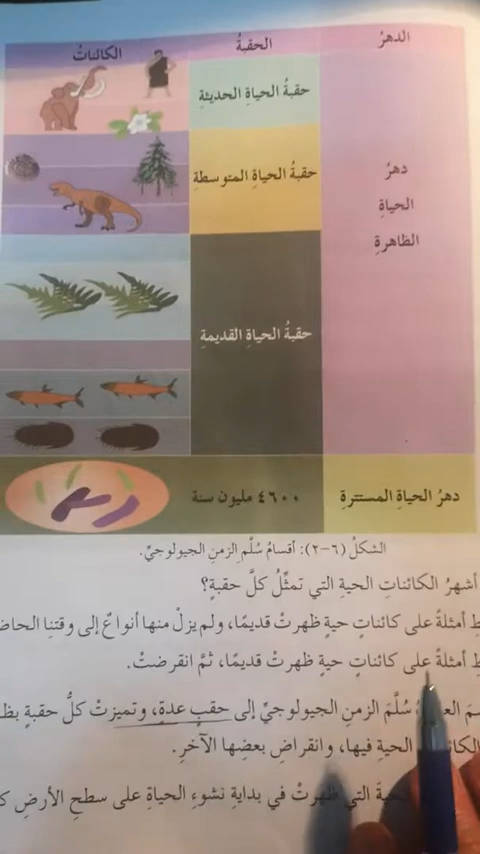 الدهرُ الحقبةُ الكائناتُ
حقبةُ الحياةِ الحديثةِ
حقبةُ الحياةِ المتوسطةِ
دهرُ
الحياةِ
الظاهرةِ
حقبةُ الحياةِ القديمةِ
دهرُ الحياةِ المستترةِ ٤٦٠٠ مليون سنة
الشكلُ (٦-٢): أقسامُ سُلَّمِ الزمنِ الجيولوجيِّ.
أشهرُ الكائناتِ الحيةِ التي تمثّلُ كلَّ حقبةٍ؟
أمثلةً على كائناتٍ حيةٍ ظهرتْ قديمًا، ولم يزلْ منها أنواعٌ إلى وقتنِا
أمثلةً على كائناتٍ حيةٍ ظهرتْ قديمًا، ثمَّ انقرضتْ.
سُلَّمَ الزمنِ الجيولوجيِّ إلى حقبٍ عدةٍ، وتميزتْ كلُّ حقبةٍ
الحيةِ فيها، وانقراضِ بعضِها الآخرِ.
التي ظهرتْ في بدايةِ نشوءِ الحياةِ على سطحِ الأرضِ